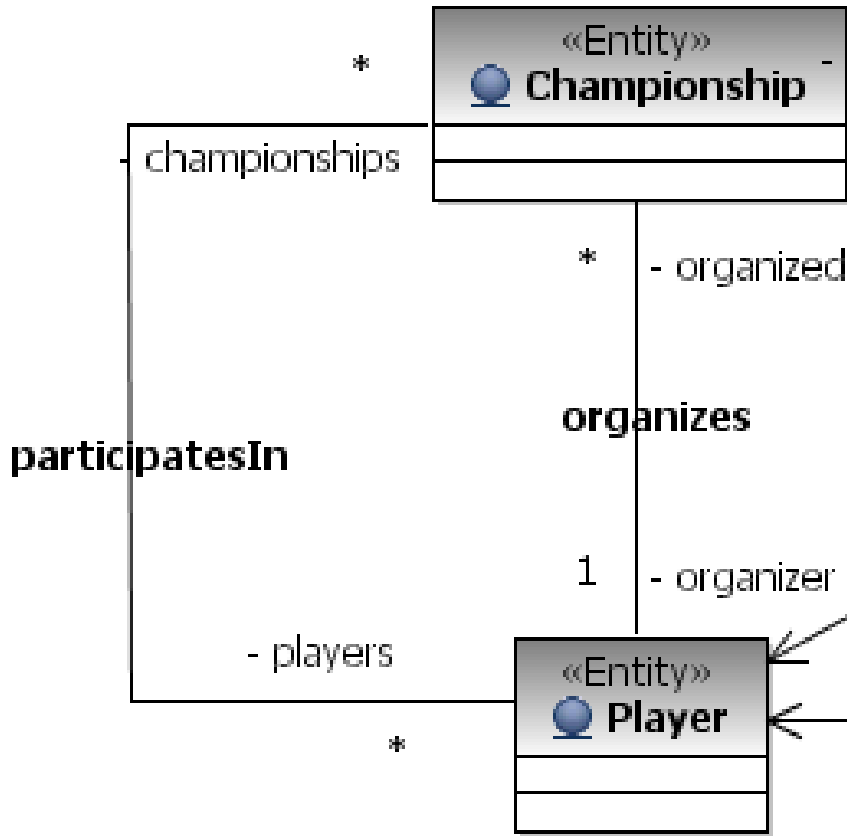 «Entity»
-
Championship
*
- championships
*
- organized
organizes
participatesIn
1
- organizer
- players
«Entity»
Player
*